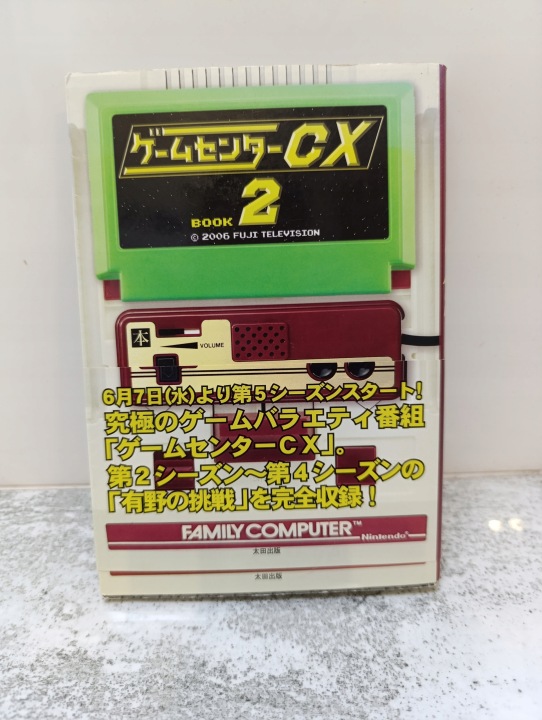 ゲームセンターCX
BOOK 2
© 2006 FUJI TELEVISION
本
VOLUME
6月7日(水)より第5シーズンスタート!
究極のゲームバラエティ番組
「ゲームセンターCX」。
第2シーズン〜第4シーズンの
「有野の挑戦」を完全収録!
FAMILY COMPUTER™
Nintendo®
太田出版
太田出版